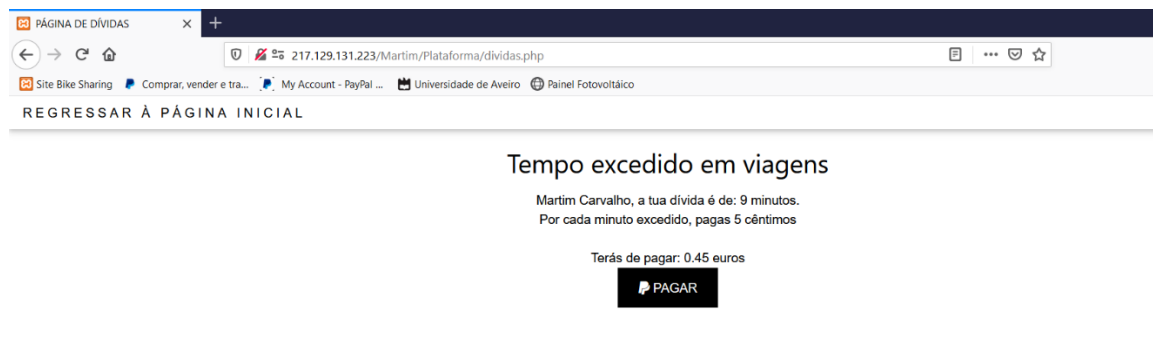 PÁGINA DE DÍVIDAS
217.129.131.223/Martim/Plataforma/dividas.php
Site Bike Sharing Comprar, vender e tra... My Account - PayPal ... Universidade de Aveiro Painel Fotovoltáico
REGRESSAR À PÁGINA INICIAL
Tempo excedido em viagens
Martim Carvalho, a tua dívida é de: 9 minutos.
Por cada minuto excedido, pagas 5 cêntimos
Terás de pagar: 0.45 euros
PAGAR